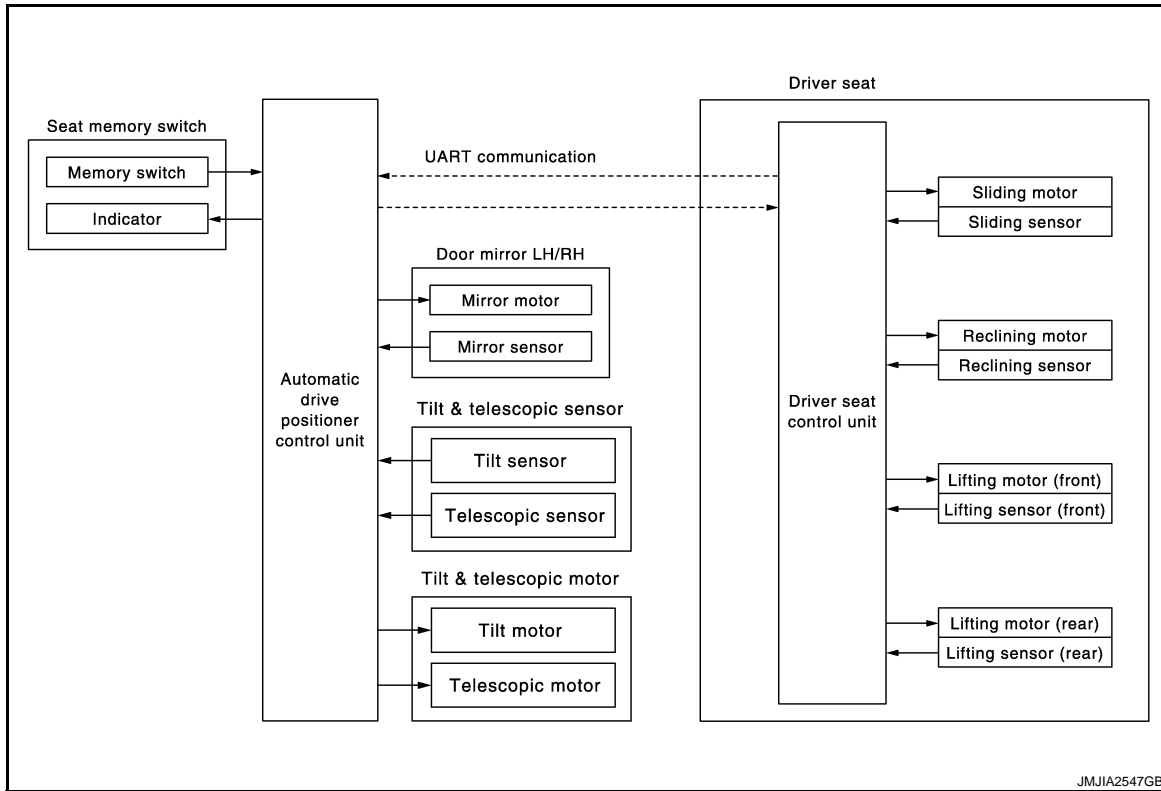 Driver seat
Seat memory switch
Memory switch
Indicator
UART communication
Door mirror LH/RH
Mirror motor
Mirror sensor
Automatic
drive
positioner
control unit
Tilt & telescopic sensor
Tilt sensor
Telescopic sensor
Tilt & telescopic motor
Tilt motor
Telescopic motor
Driver seat
control unit
Sliding motor
Sliding sensor
Reclining motor
Reclining sensor
Lifting motor (front)
Lifting sensor (front)
Lifting motor (rear)
Lifting sensor (rear)
JMJIA2547GB